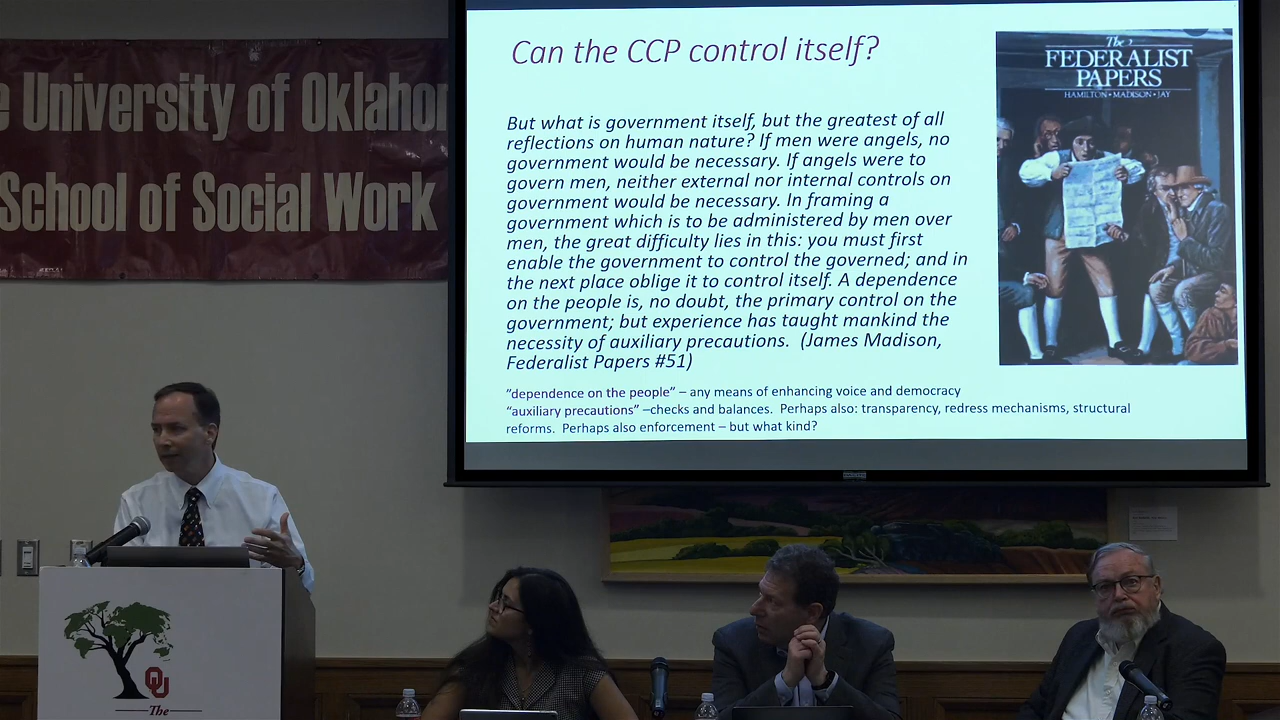 University of Oklahom
School of Social Work
Can the CCP control itself?
But what is government itself, but the greatest of all
reflections on human nature? If men were angels, no
government would be necessary. If angels were to
govern men, neither external nor internal controls on
government would be necessary. In framing a
government which is to be administered by men over
men, the great difficulty lies in this: you must first
enable the government to control the governed; and in
the next place oblige it to control itself. A dependence
on the people is, no doubt, the primary control on the
government; but experience has taught mankind the
necessity of auxiliary precautions. (James Madison,
Federalist Papers #51)
“dependence on the people” – any means of enhancing voice and democracy
“auxiliary precautions” –checks and balances. Perhaps also: transparency, redress mechanisms, structural
reforms. Perhaps also enforcement – but what kind?
The
FEDERALIST
PAPERS
HAMILTON • MADISON • JAY
OU
The